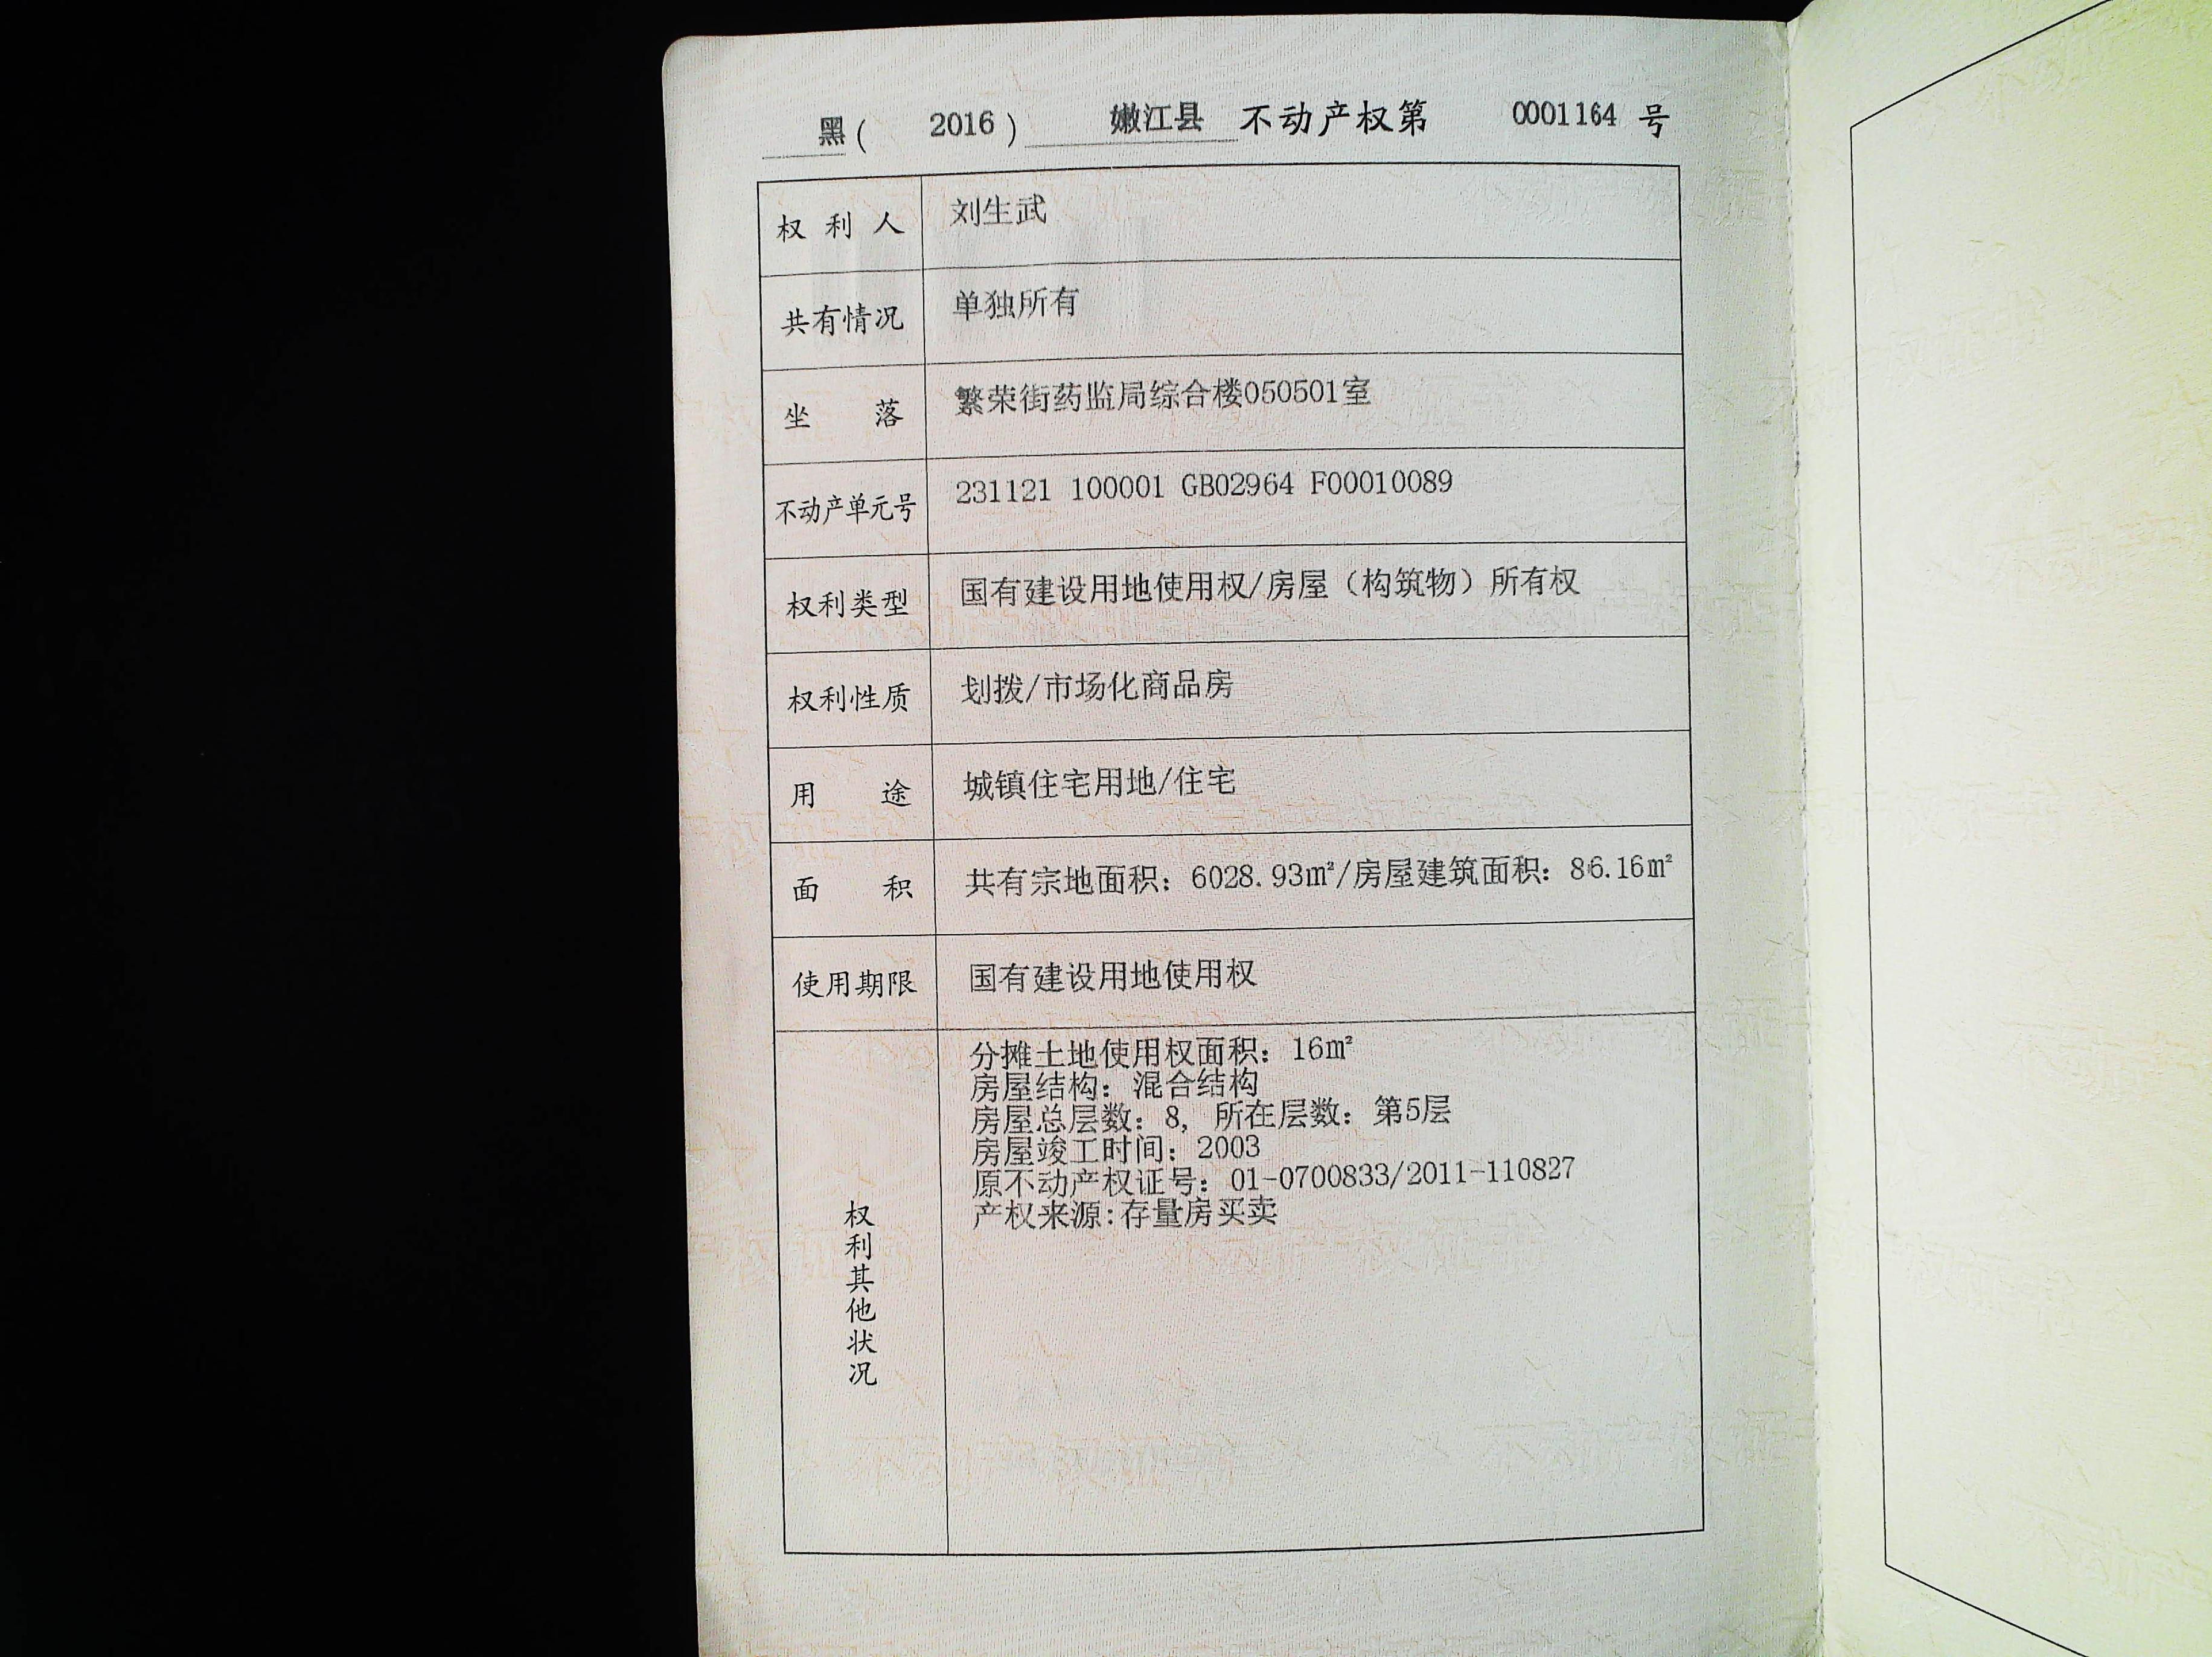 黑( 2016 ) 嫩江县 不动产权第 0001164 号
权利人 刘生武
共有情况 单独所有
坐落 繁荣街药监局综合楼050501室
不动产单元号 231121 100001 GB02964 F00010089
权利类型 国有建设用地使用权/房屋（构筑物）所有权
权利性质 划拨/市场化商品房
用途 城镇住宅用地/住宅
面积 共有宗地面积：6028.93㎡/房屋建筑面积：86.16㎡
使用期限 国有建设用地使用权
权利其他状况
分摊土地使用权面积：16㎡
房屋结构：混合结构
房屋总层数：8，所在层数：第5层
房屋竣工时间：2003
原不动产权证号：01-0700833/2011-110827
产权来源:存量房买卖